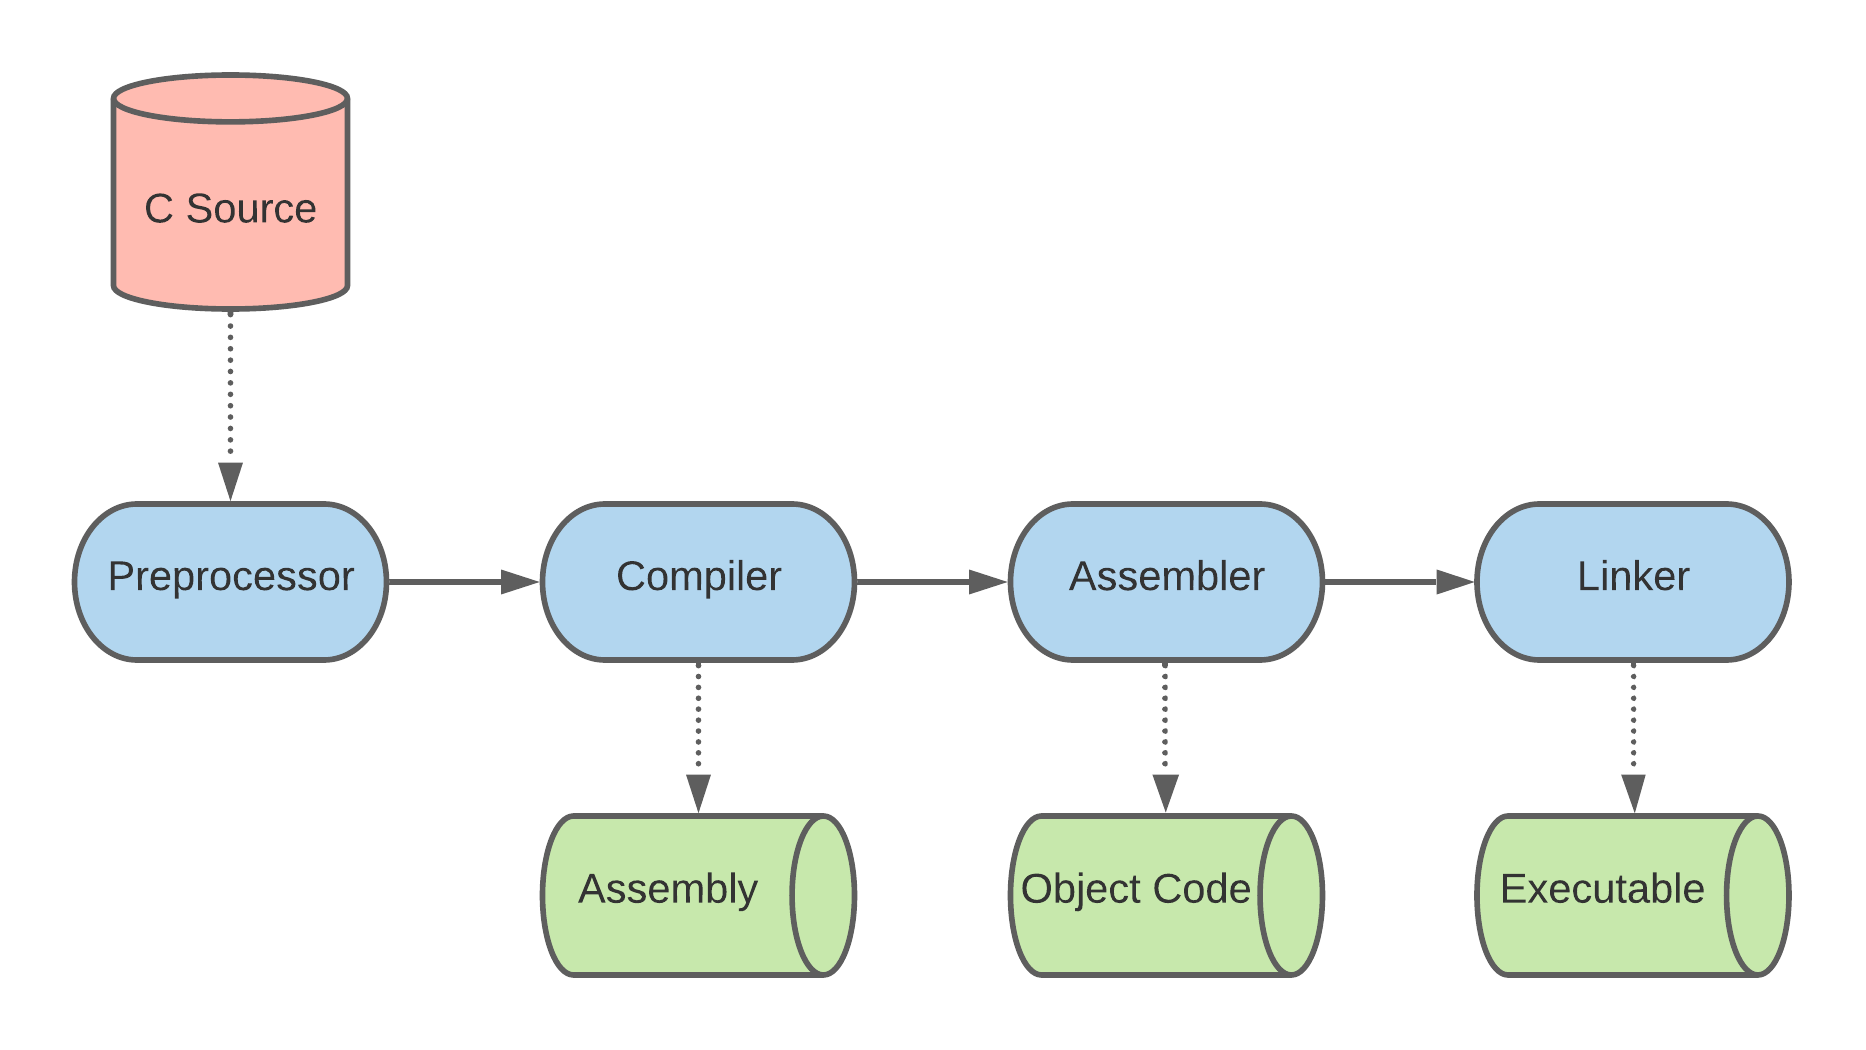 C Source
Preprocessor
Compiler
Assembler
Linker
Assembly
Object Code
Executable